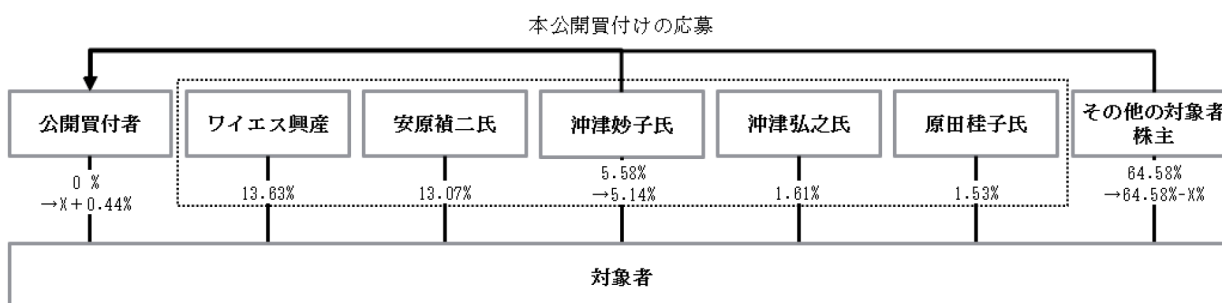 本公開買付けの応募
公開買付者
ワイエス興産
安原禎二氏
沖津妙子氏
沖津弘之氏
原田桂子氏
その他の対象者
株主
0 %
→X+0.44%
13.63%
13.07%
5.58%
→5.14%
1.61%
1.53%
64.58%
→64.58%-X%
対象者